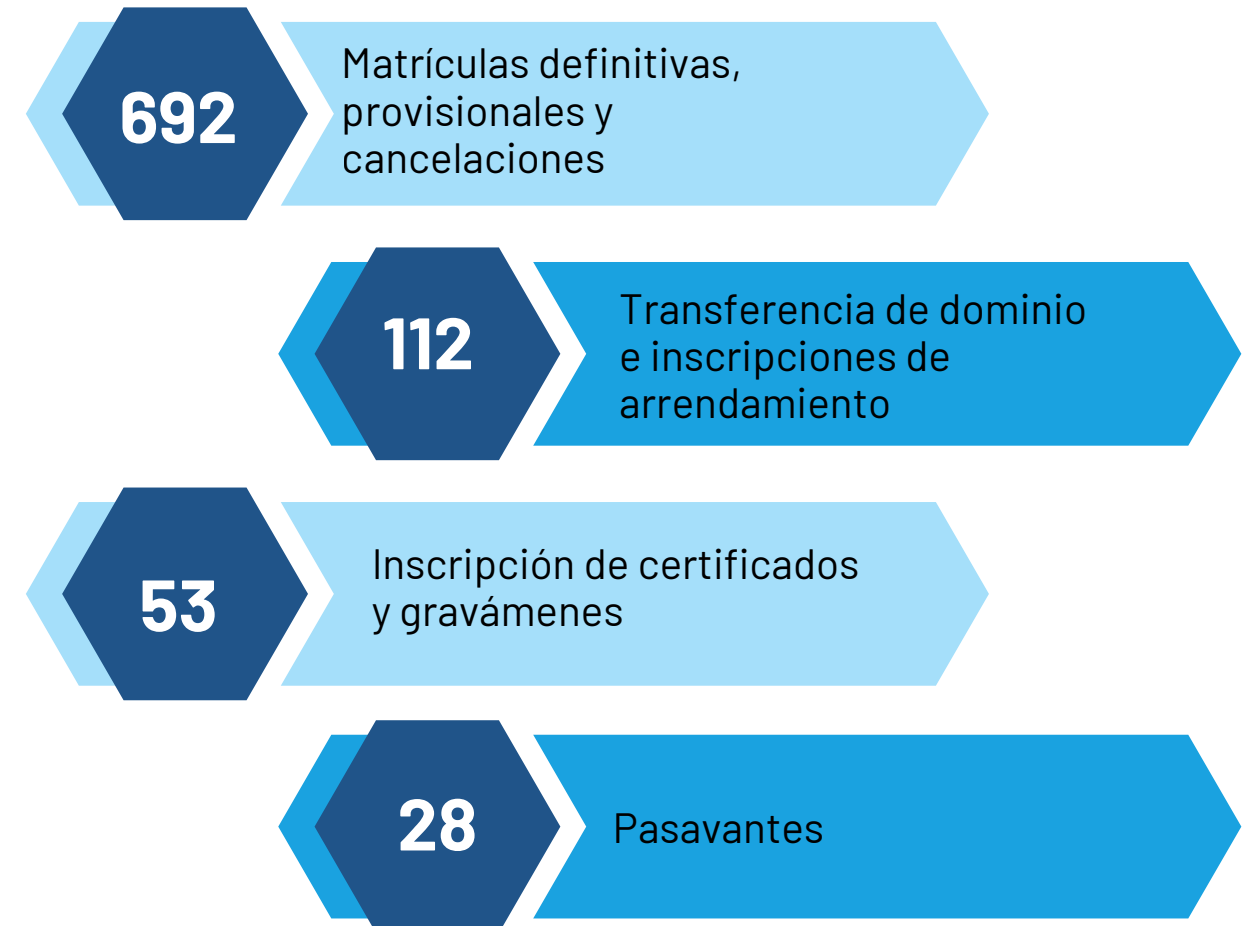 692
Matrículas definitivas,
provisionales y
cancelaciones
112
Transferencia de dominio
e inscripciones de
arrendamiento
53
Inscripción de certificados
y gravámenes
28
Pasavantes